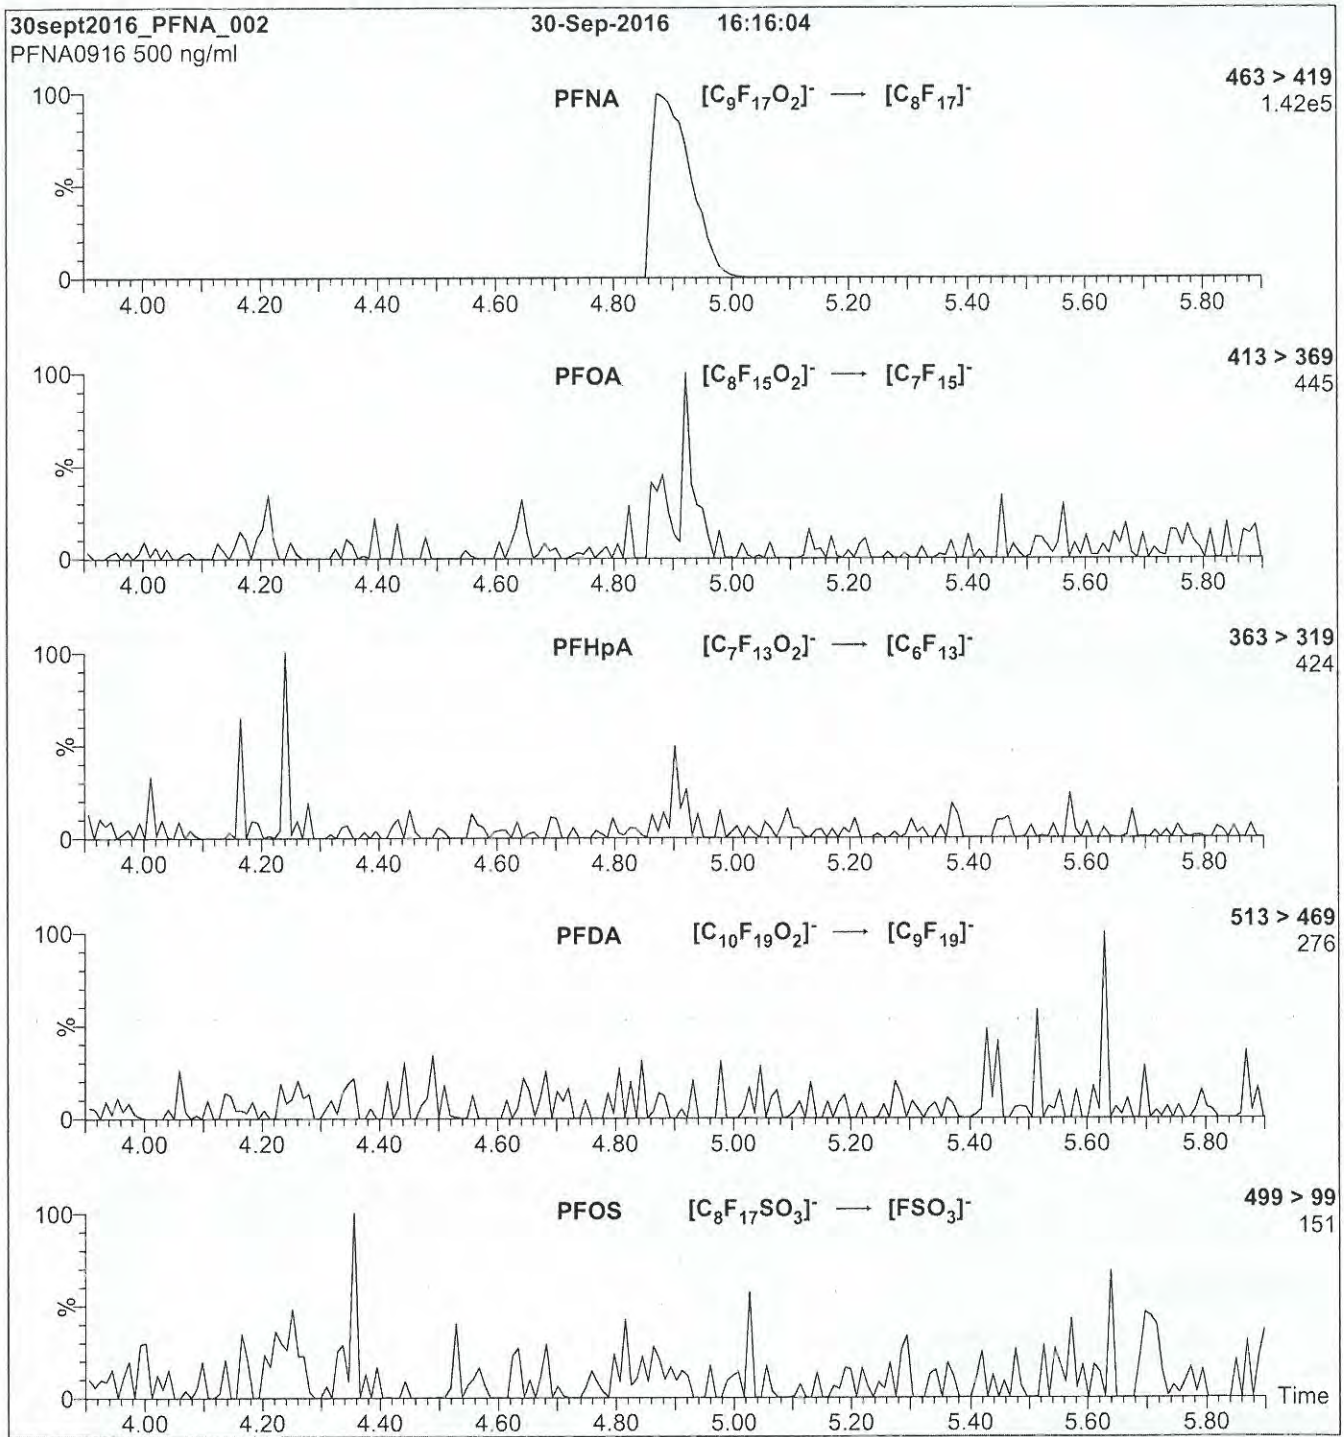 30sept2016_PFNA_002 30-Sep-2016 16:16:04
PFNA0916 500 ng/ml
463 > 419
1.42e5
PFNA [C₉F₁₇O₂]⁻ ⟶ [C₈F₁₇]⁻
100
%
0
4.00 4.20 4.40 4.60 4.80 5.00 5.20 5.40 5.60 5.80
413 > 369
445
PFOA [C₈F₁₅O₂]⁻ ⟶ [C₇F₁₅]⁻
100
%
0
4.00 4.20 4.40 4.60 4.80 5.00 5.20 5.40 5.60 5.80
363 > 319
424
PFHpA [C₇F₁₃O₂]⁻ ⟶ [C₆F₁₃]⁻
100
%
0
4.00 4.20 4.40 4.60 4.80 5.00 5.20 5.40 5.60 5.80
513 > 469
276
PFDA [C₁₀F₁₉O₂]⁻ ⟶ [C₉F₁₉]⁻
100
%
0
4.00 4.20 4.40 4.60 4.80 5.00 5.20 5.40 5.60 5.80
499 > 99
151
PFOS [C₈F₁₇SO₃]⁻ ⟶ [FSO₃]⁻
100
%
0
Time
4.00 4.20 4.40 4.60 4.80 5.00 5.20 5.40 5.60 5.80